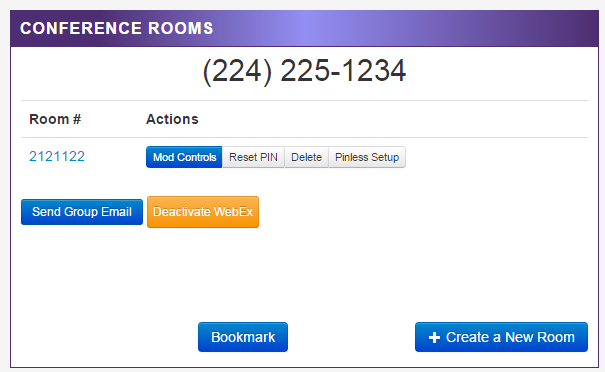 CONFERENCE ROOMS
(224) 225-1234
Room # Actions
2121122 Mod Controls Reset PIN Delete Pinless Setup
Send Group Email Deactivate WebEx
Bookmark + Create a New Room